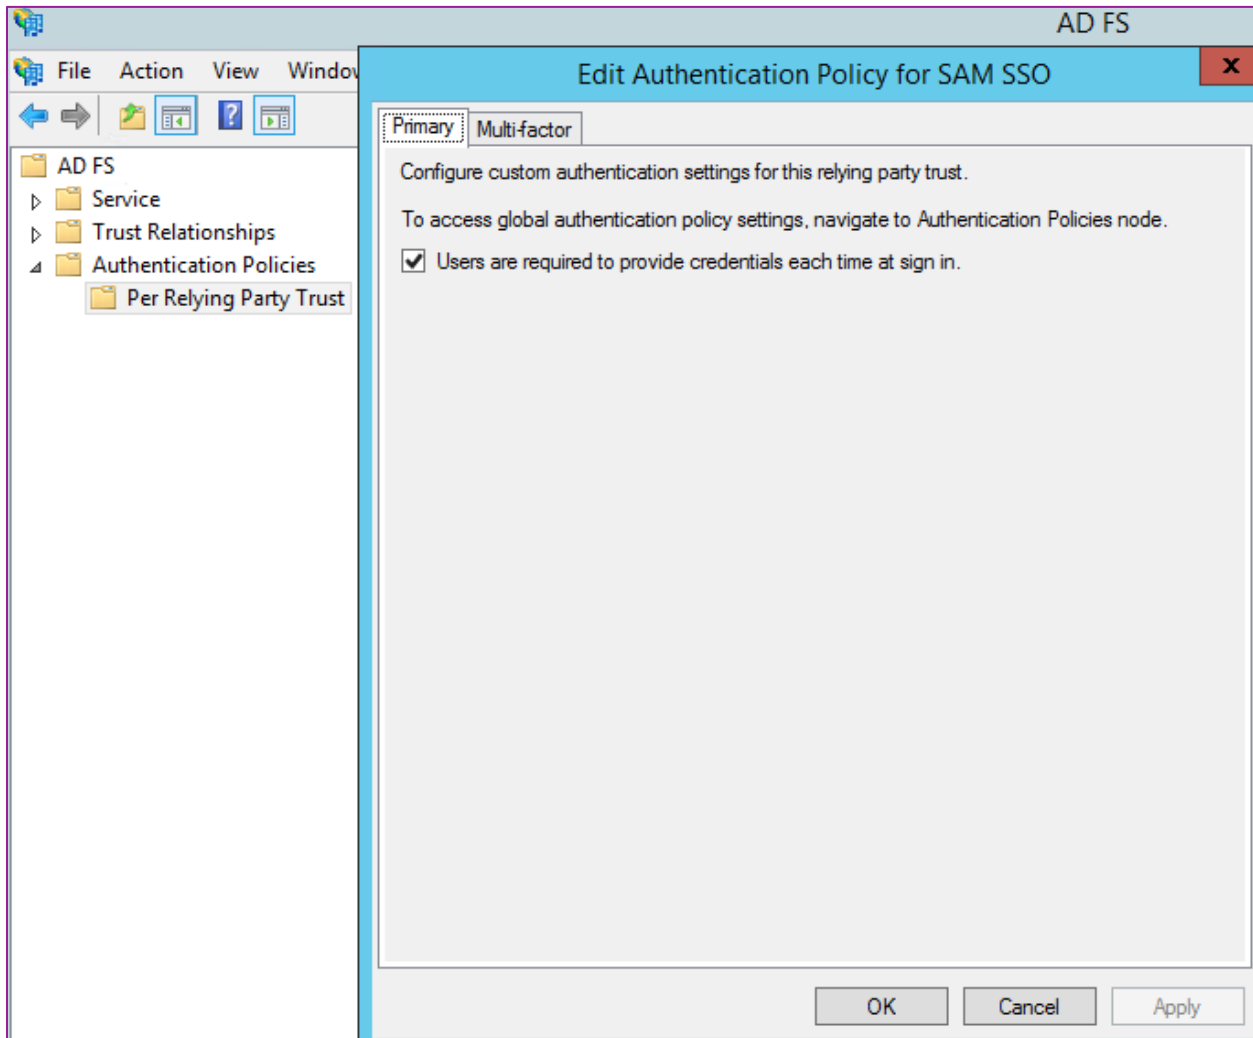 AD FS
File Action View Window
Edit Authentication Policy for SAM SSO
x
Primary Multi-factor
AD FS
Service
Trust Relationships
Authentication Policies
Per Relying Party Trust
Configure custom authentication settings for this relying party trust.
To access global authentication policy settings, navigate to Authentication Policies node.
Users are required to provide credentials each time at sign in.
OK Cancel Apply